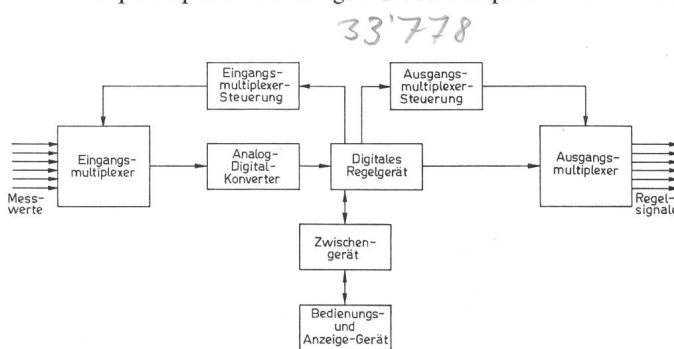 33'778
Eingangs-
multiplexer-
Steuerung
Ausgangs-
multiplexer-
Steuerung
Eingangs-
multiplexer
Analog-
Digital-
Konverter
Digitales
Regelgerät
Ausgangs-
multiplexer
Mess-
werte
Regel-
signale
Zwischen-
gerät
Bedienungs-
und
Anzeige-Gerät